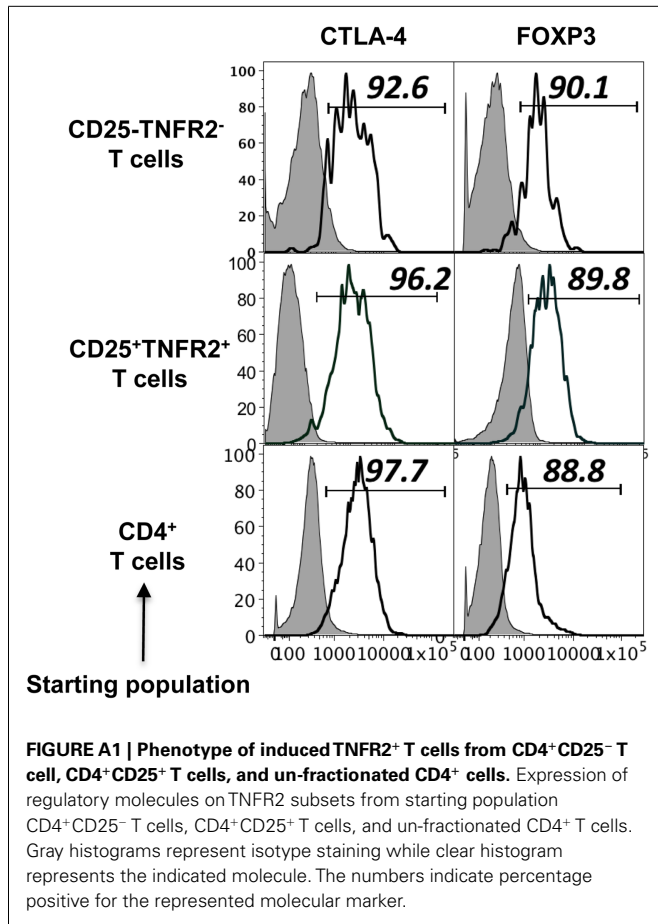 CTLA-4 FOXP3
CD25-TNFR2⁻
T cells
100
80
60
40
20
0
92.6
90.1
CD25⁺TNFR2⁺
T cells
100
80
60
40
20
0
96.2
89.8
5 5
CD4⁺
T cells
100
80
60
40
20
0
97.7
88.8
0 100 1000 10000 1x10⁵ 0 100 1000 10000 1x10⁵
Starting population
FIGURE A1 | Phenotype of induced TNFR2⁺ T cells from CD4⁺CD25⁻ T
cell, CD4⁺CD25⁺ T cells, and un-fractionated CD4⁺ cells. Expression of
regulatory molecules on TNFR2 subsets from starting population
CD4⁺CD25⁻ T cells, CD4⁺CD25⁺ T cells, and un-fractionated CD4⁺ T cells.
Gray histograms represent isotype staining while clear histogram
represents the indicated molecule. The numbers indicate percentage
positive for the represented molecular marker.